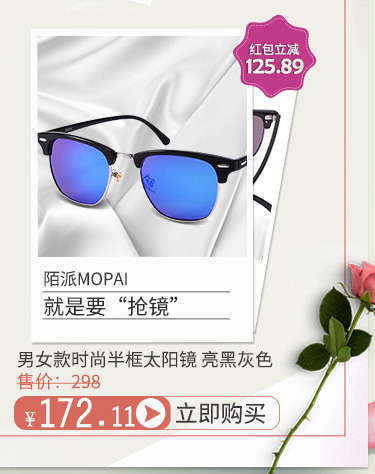 红包立减
125.89
陌派MOPAI
就是要“抢镜”
男女款时尚半框太阳镜 亮黑灰色
售价：298
¥172.11 立即购买